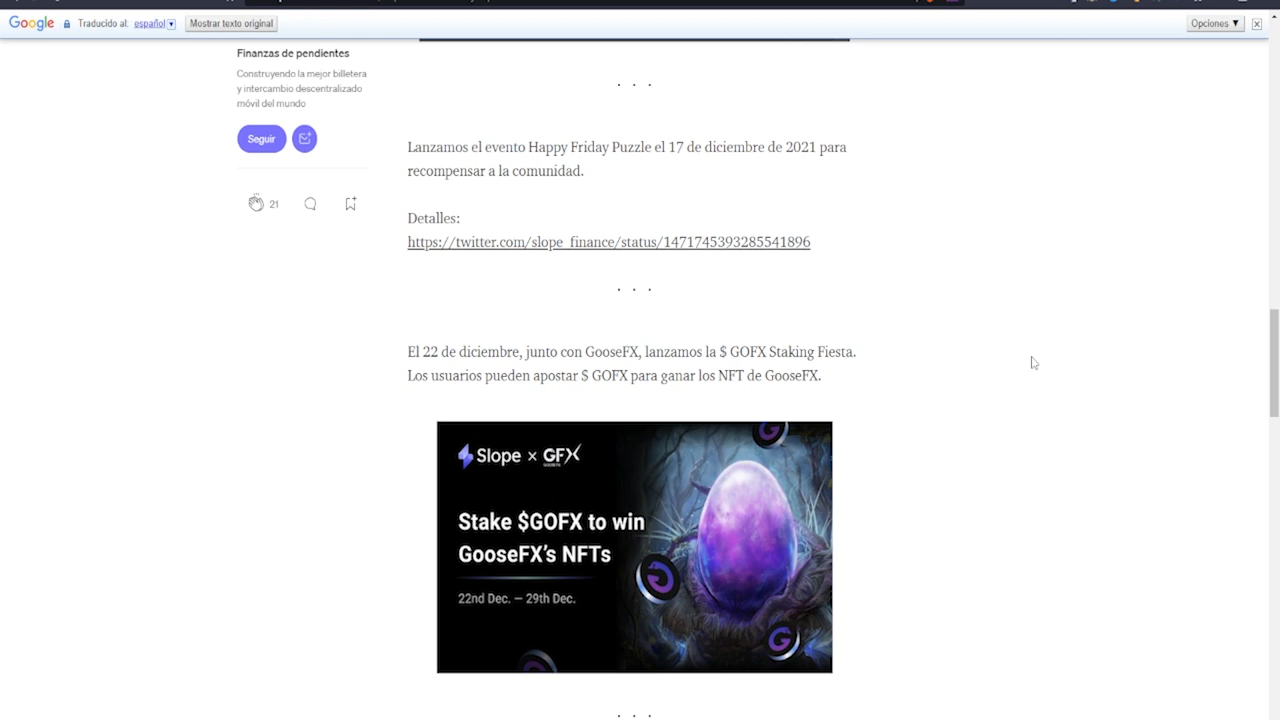 Google Traducido al: español Mostrar texto original Opciones ▼
Finanzas de pendientes
Construyendo la mejor billetera
y intercambio descentralizado
móvil del mundo
Seguir
21
. . .
Lanzamos el evento Happy Friday Puzzle el 17 de diciembre de 2021 para
recompensar a la comunidad.
Detalles:
https://twitter.com/slope_finance/status/1471745393285541896
. . .
El 22 de diciembre, junto con GooseFX, lanzamos la $ GOFX Staking Fiesta.
Los usuarios pueden apostar $ GOFX para ganar los NFT de GooseFX.
Slope × GFX
GOOSEFX
Stake $GOFX to win
GooseFX's NFTs
22nd Dec. — 29th Dec.
. . .